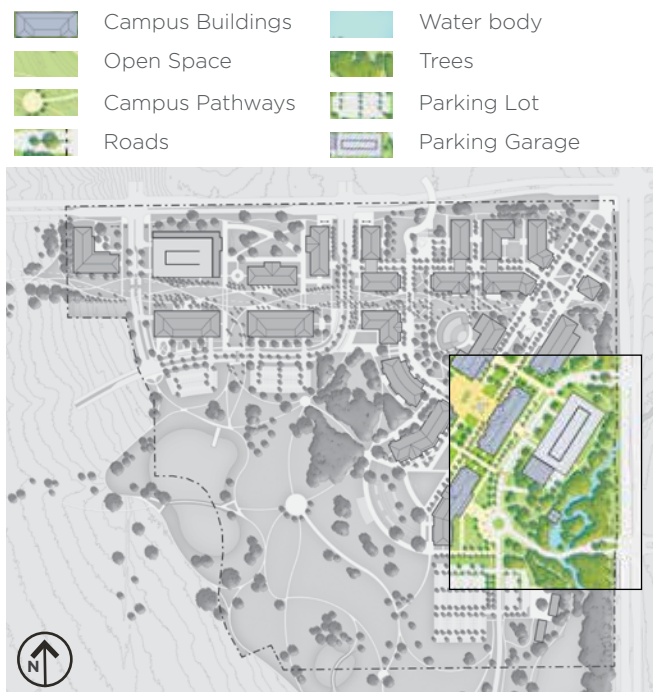 Campus Buildings
Open Space
Campus Pathways
Roads
Water body
Trees
Parking Lot
Parking Garage
N